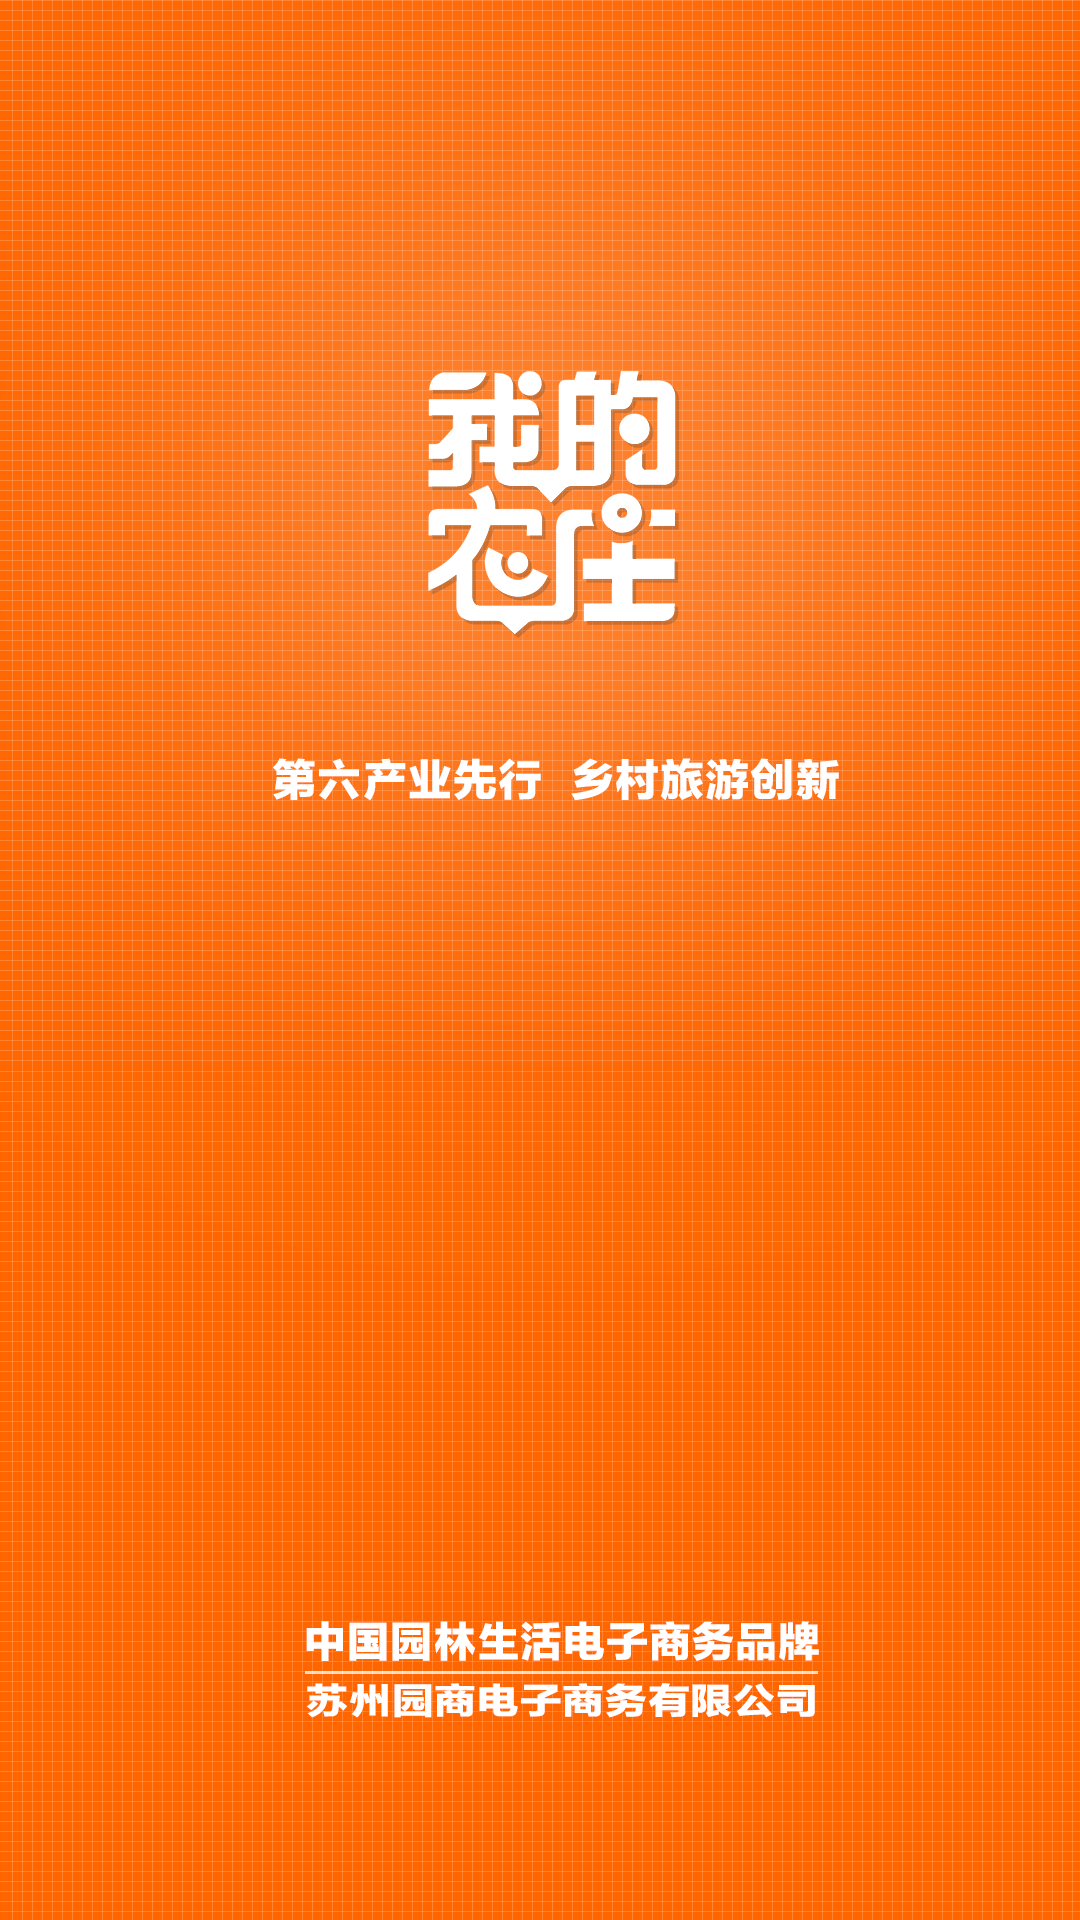 我的
农庄
第六产业先行 乡村旅游创新
中国园林生活电子商务品牌
苏州园商电子商务有限公司